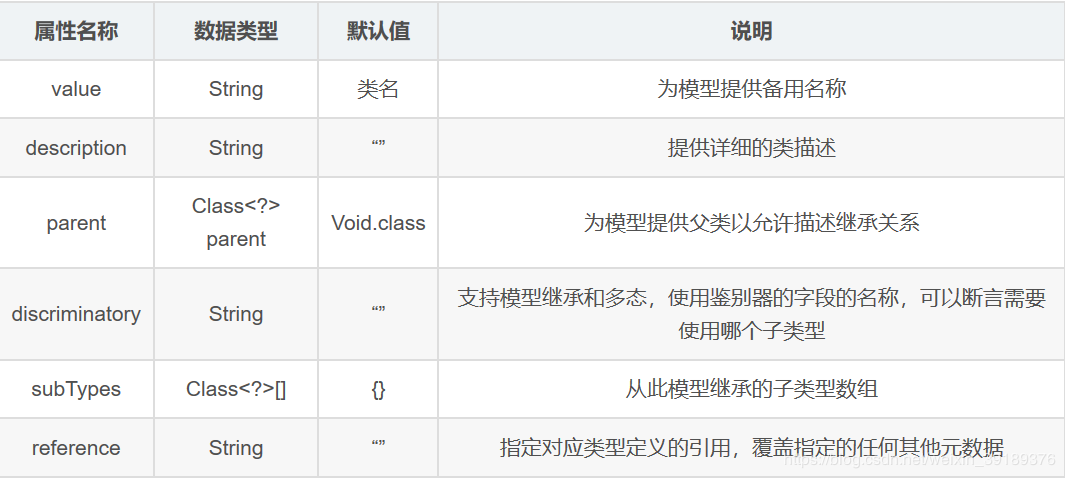 属性名称 数据类型 默认值 说明
value String 类名 为模型提供备用名称
description String “” 提供详细的类描述
Class<?>
parent Void.class 为模型提供父类以允许描述继承关系
parent
支持模型继承和多态，使用鉴别器的字段的名称，可以断言需要
discriminatory String “”
使用哪个子类型
subTypes Class<?>[] {} 从此模型继承的子类型数组
reference String “” 指定对应类型定义的引用，覆盖指定的任何其他元数据
https://blog.csdn.net/weixin_39189376